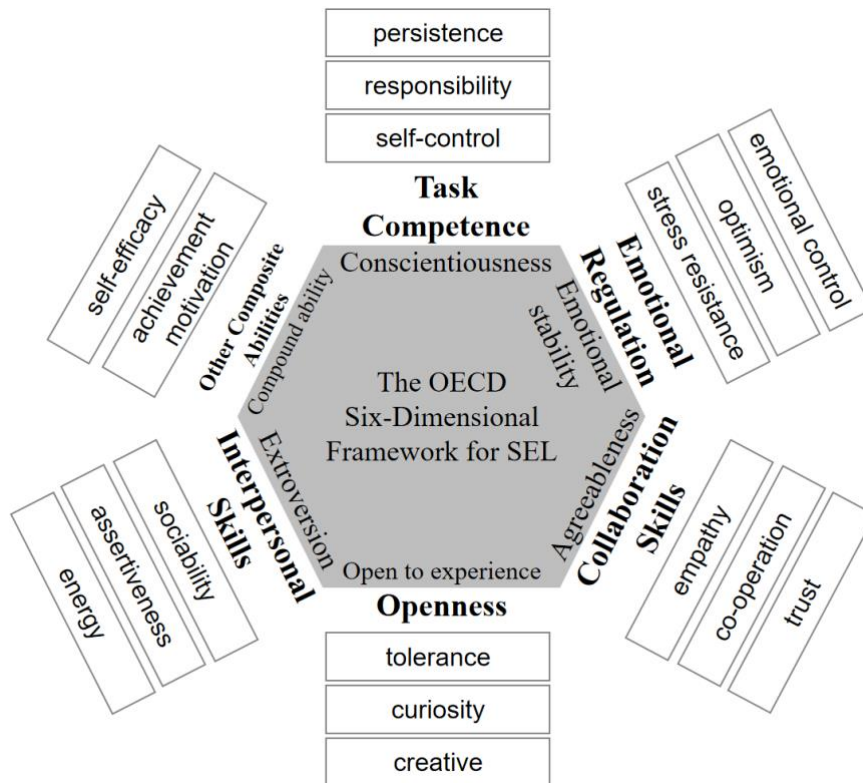 persistence
responsibility
self-control
Task
Competence
Conscientiousness
emotional control
optimism
stress resistance
Emotional
Regulation
Emotional
stability
self-efficacy
achievement
motivation
Other Composite
Abilities
Compound ability
The OECD
Six-Dimensional
Framework for SEL
Extroversion
Interpersonal
Skills
sociability
assertiveness
energy
Agreeableness
Collaboration
Skills
empathy
co-operation
trust
Open to experience
Openness
tolerance
curiosity
creative